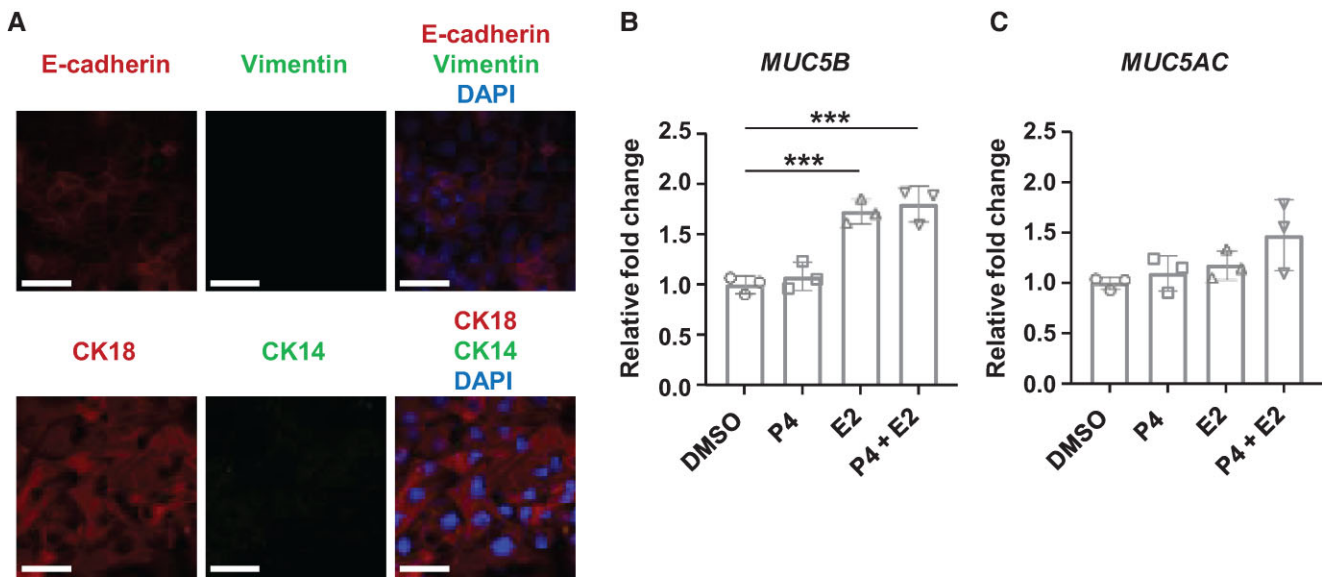 A
E-cadherin
Vimentin
E-cadherin
Vimentin
DAPI
CK18
CK14
CK18
CK14
DAPI
B
MUC5B
***
***
Relative fold change
2.5
2.0
1.5
1.0
0.5
0.0
DMSO
P4
E2
P4 + E2
C
MUC5AC
Relative fold change
2.5
2.0
1.5
1.0
0.5
0.0
DMSO
P4
E2
P4 + E2